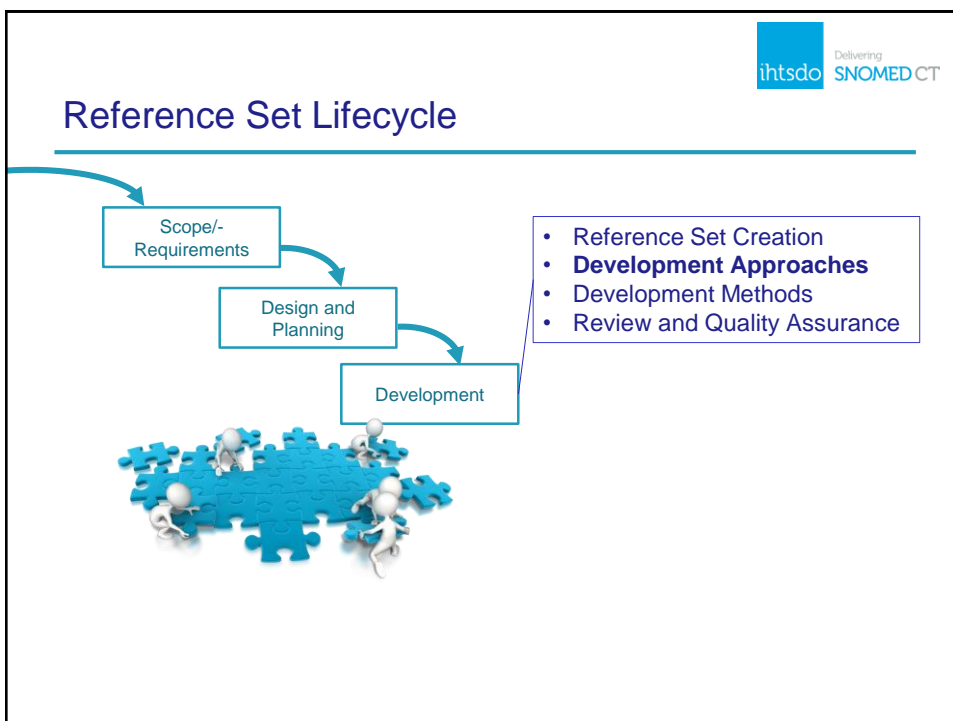 ihtsdo
Delivering
SNOMED CT
Reference Set Lifecycle
Scope/-
Requirements
Design and
Planning
Development
• Reference Set Creation
• Development Approaches
• Development Methods
• Review and Quality Assurance